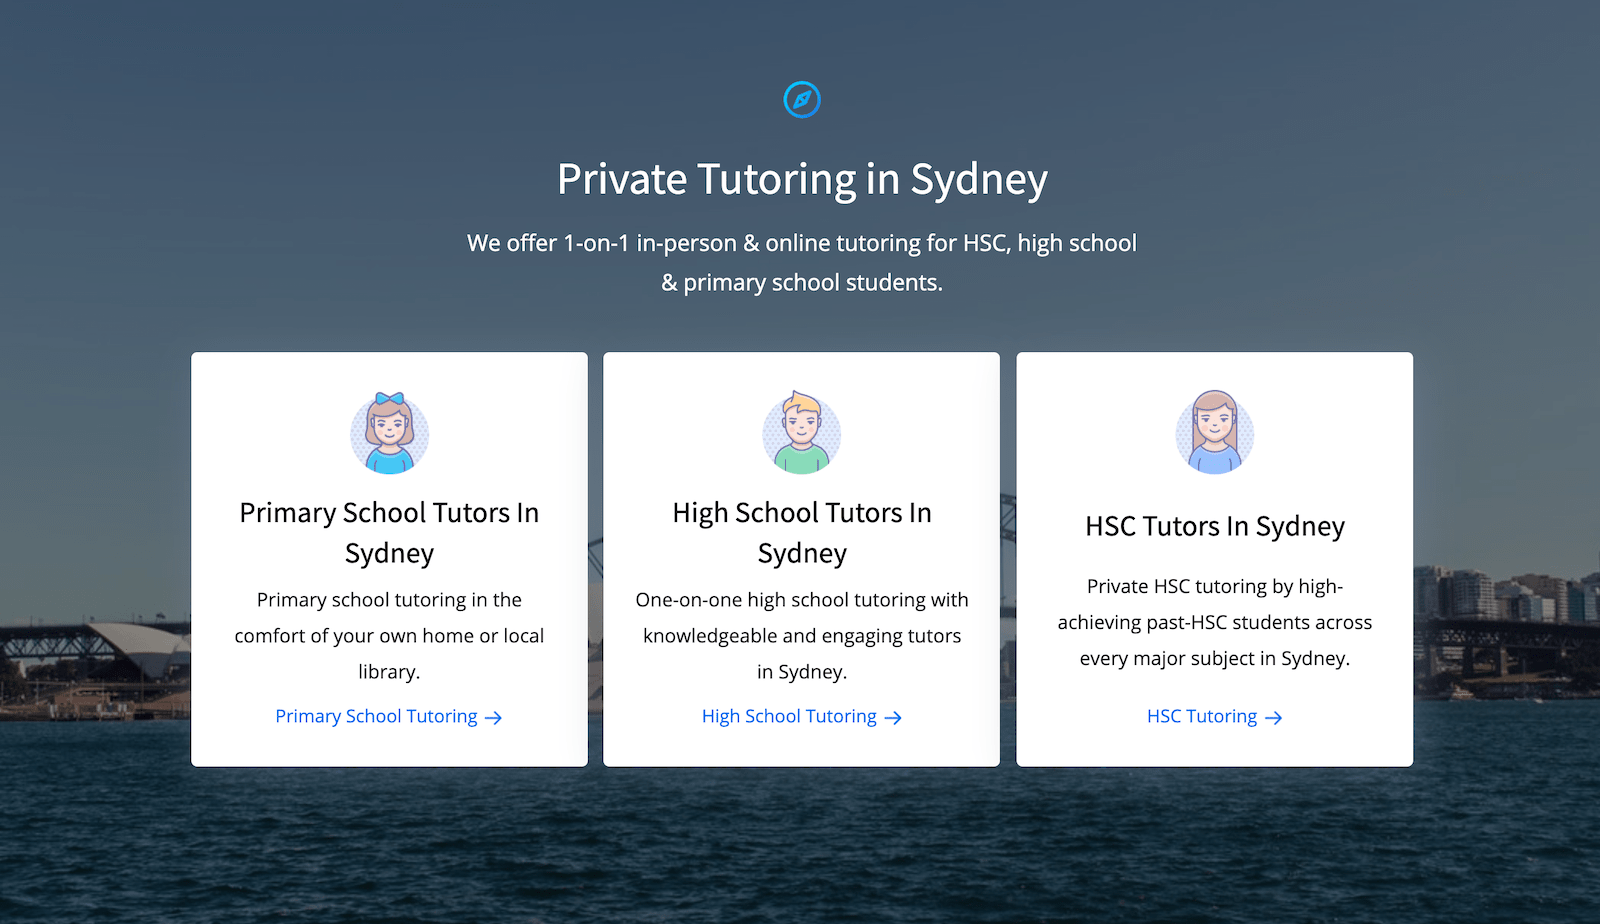 Private Tutoring in Sydney
We offer 1-on-1 in-person & online tutoring for HSC, high school
& primary school students.
Primary School Tutors In
Sydney
Primary school tutoring in the
comfort of your own home or local
library.
Primary School Tutoring →
High School Tutors In
Sydney
One-on-one high school tutoring with
knowledgeable and engaging tutors
in Sydney.
High School Tutoring →
HSC Tutors In Sydney
Private HSC tutoring by high-
achieving past-HSC students across
every major subject in Sydney.
HSC Tutoring →